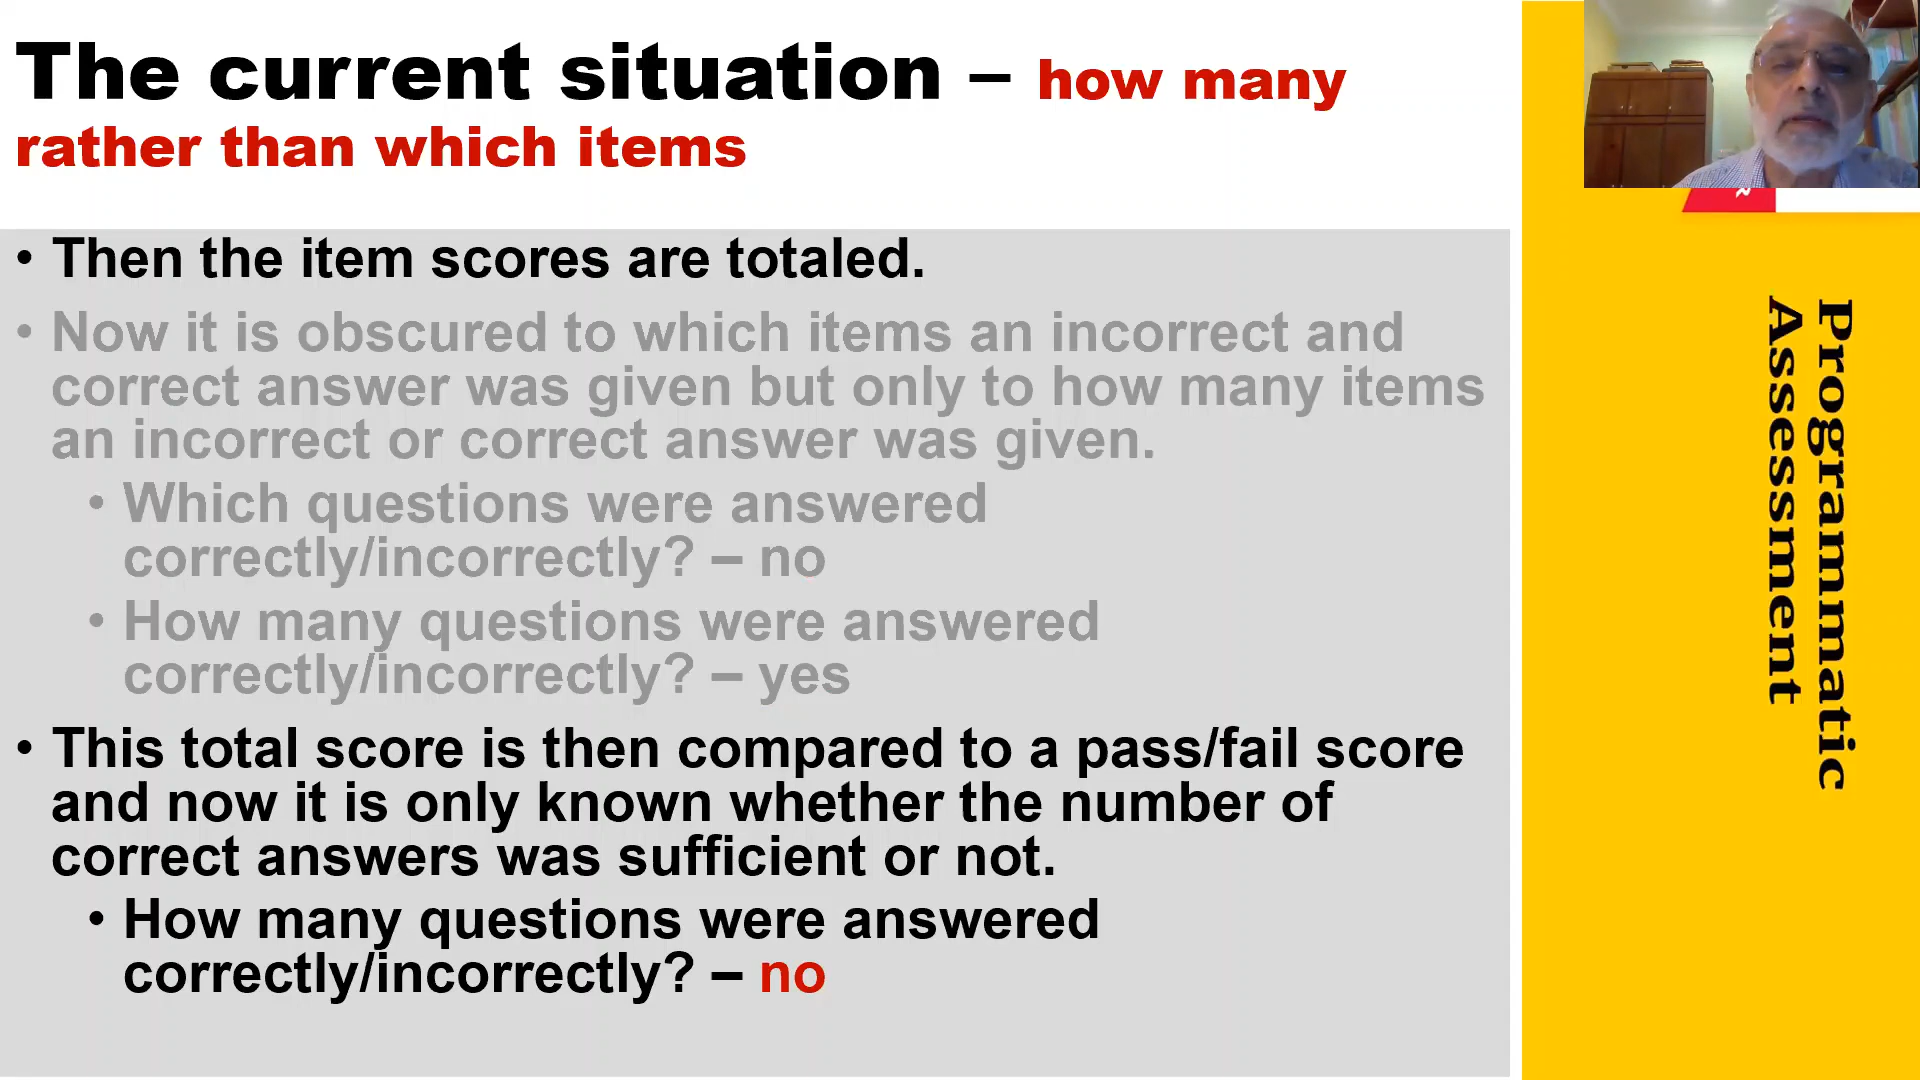 The current situation – how many
rather than which items
• Then the item scores are totaled.
• Now it is obscured to which items an incorrect and
correct answer was given but only to how many items
an incorrect or correct answer was given.
• Which questions were answered
correctly/incorrectly? – no
• How many questions were answered
correctly/incorrectly? – yes
• This total score is then compared to a pass/fail score
and now it is only known whether the number of
correct answers was sufficient or not.
• How many questions were answered
correctly/incorrectly? – no
Programmatic
Assessment